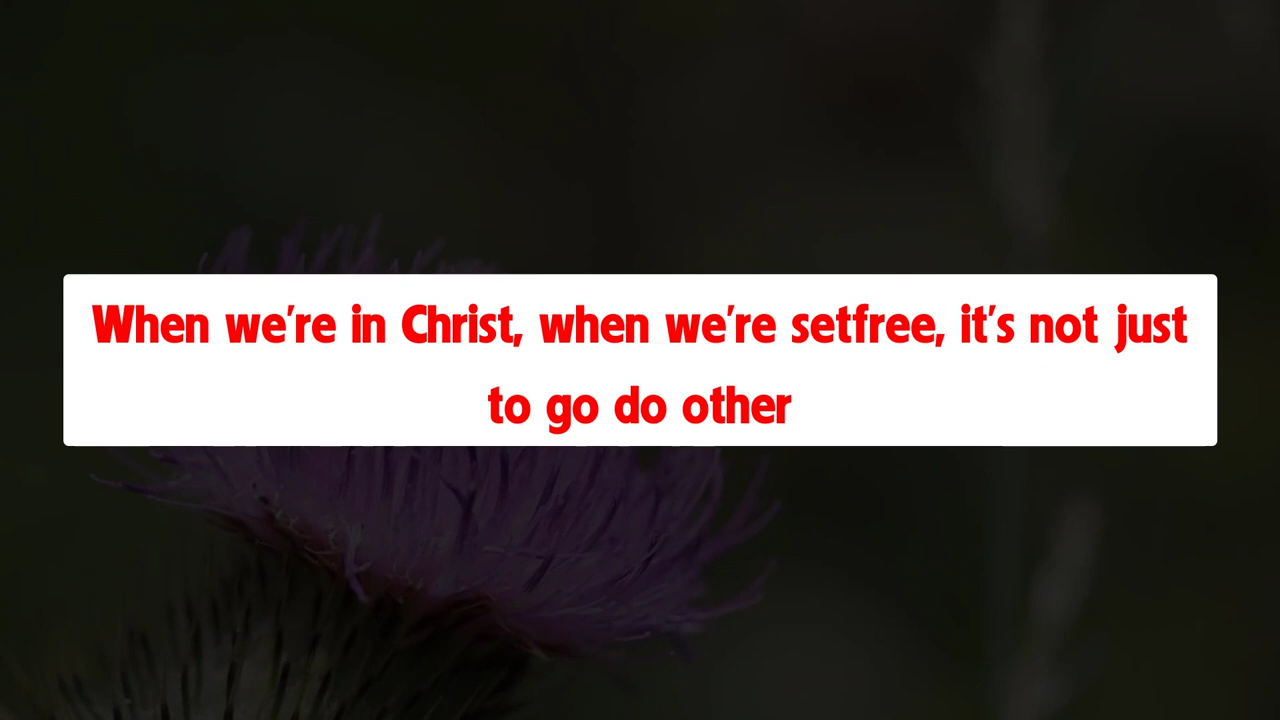 When we're in Christ, when we're setfree, it's not just
to go do other